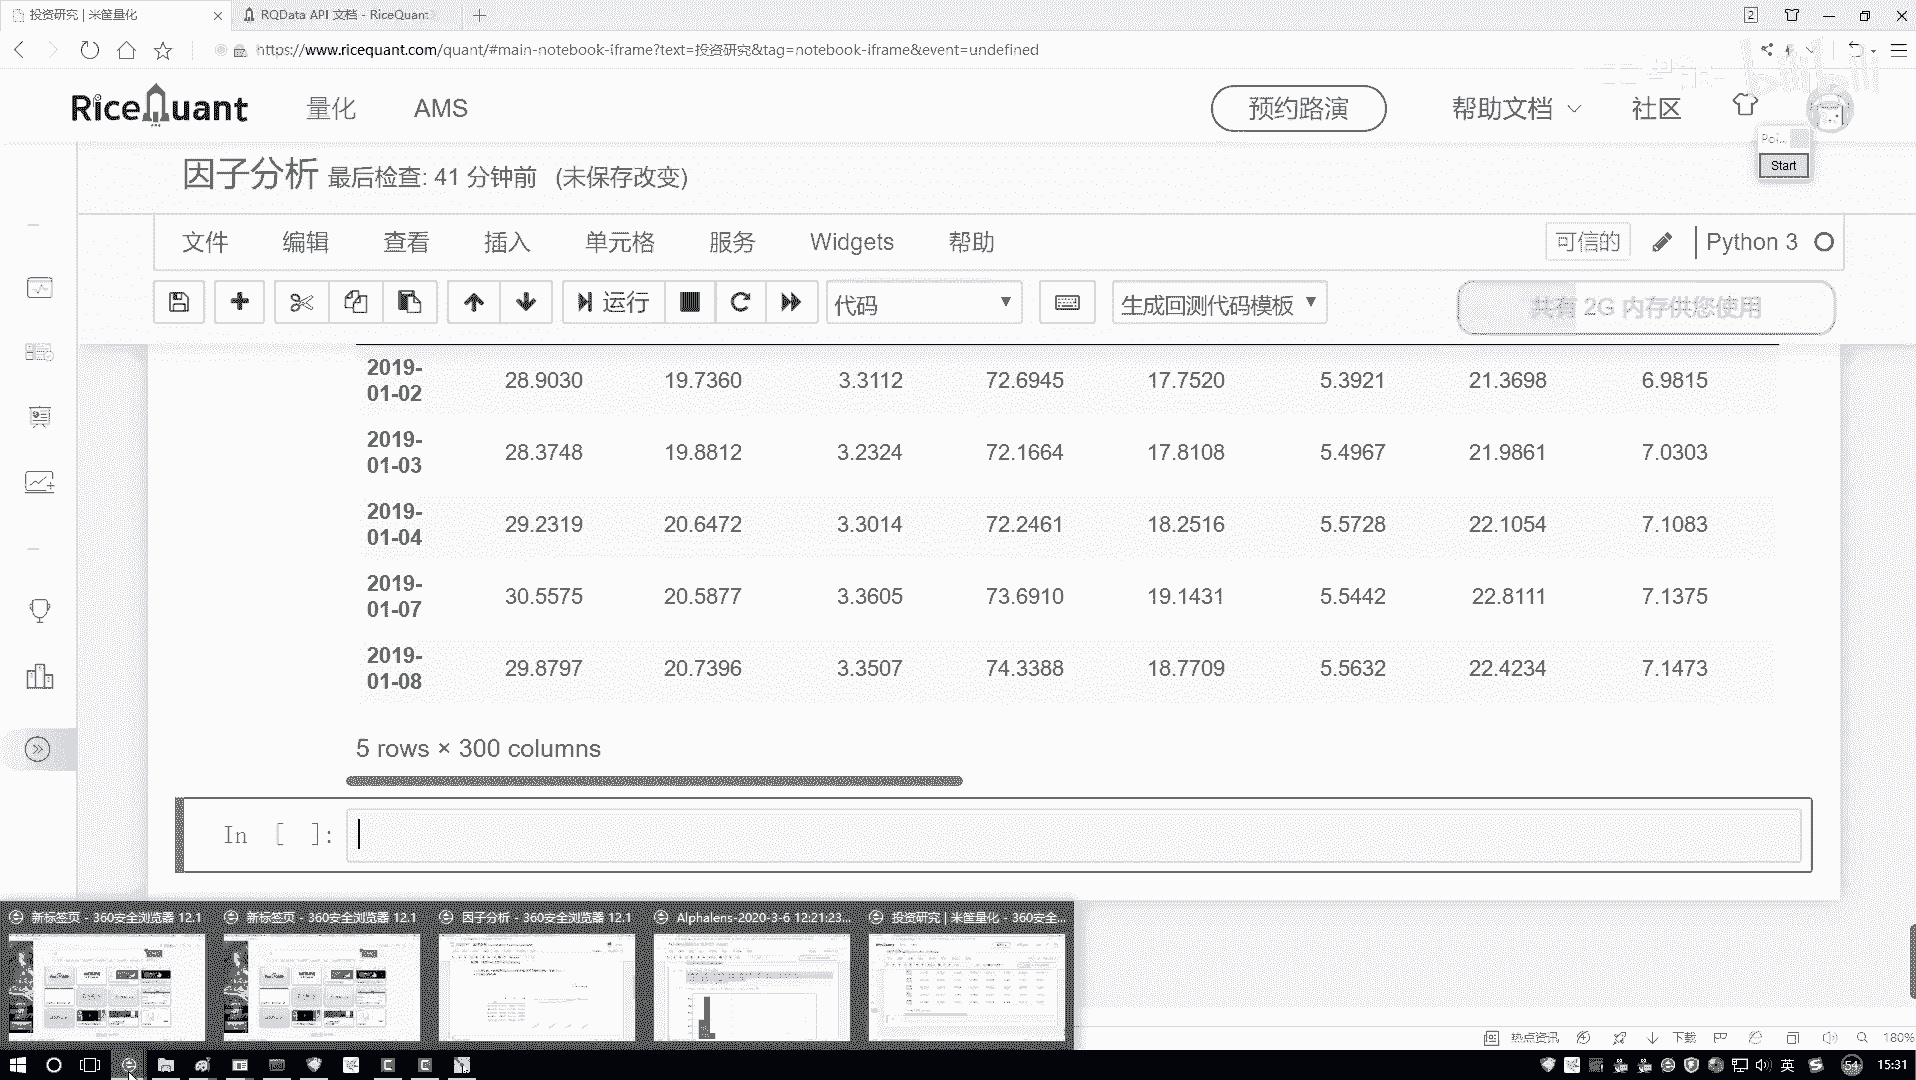 投资研究 | 米筐量化
RQData API 文档 - RiceQuant
2
https://www.ricequant.com/quant/#main-notebook-iframe?text=投资研究&tag=notebook-iframe&event=undefined
RiceQuant 量化 AMS 预约路演 帮助文档 社区
Poi...
Start
因子分析 最后检查: 41 分钟前 (未保存改变)
文件 编辑 查看 插入 单元格 服务 Widgets 帮助 可信的 Python 3
运行 代码 生成回测代码模板 共有 2G 内存供您使用
2019-
01-02 28.9030 19.7360 3.3112 72.6945 17.7520 5.3921 21.3698 6.9815
2019-
01-03 28.3748 19.8812 3.2324 72.1664 17.8108 5.4967 21.9861 7.0303
2019-
01-04 29.2319 20.6472 3.3014 72.2461 18.2516 5.5728 22.1054 7.1083
2019-
01-07 30.5575 20.5877 3.3605 73.6910 19.1431 5.5442 22.8111 7.1375
2019-
01-08 29.8797 20.7396 3.3507 74.3388 18.7709 5.5632 22.4234 7.1473
5 rows × 300 columns
In [ ]:
新标签页 - 360安全浏览器 12.1
新标签页 - 360安全浏览器 12.1
因子分析 - 360安全浏览器 12.1
Alphalens-2020-3-6 12:21:23...
投资研究 | 米筐量化 - 360安全...
热点资讯 下载 180%
英 54 15:31